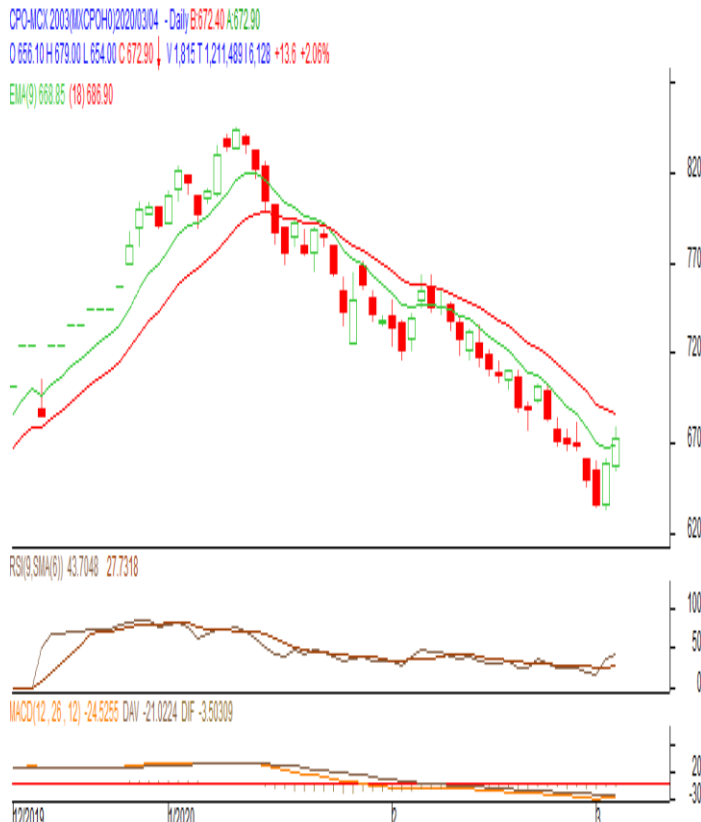 CPO-MCX 2003(MXCPOH0)2020/03/04 - Daily B:672.40 A:672.90
O 656.10 H 679.00 L 654.00 C 672.90 V 1,815 T 1,211,489 I 6,128 +13.6 +2.06%
EMA(9) 668.85 (18) 686.90
820
770
720
670
620
RSI(9,SMA(6)) 43.7048 27.7318
100
50
0
MACD(12, 26, 12) -24.5255 DAV -21.0224 DIF -3.50309
20
-30
12/2019 1/2020 2 3